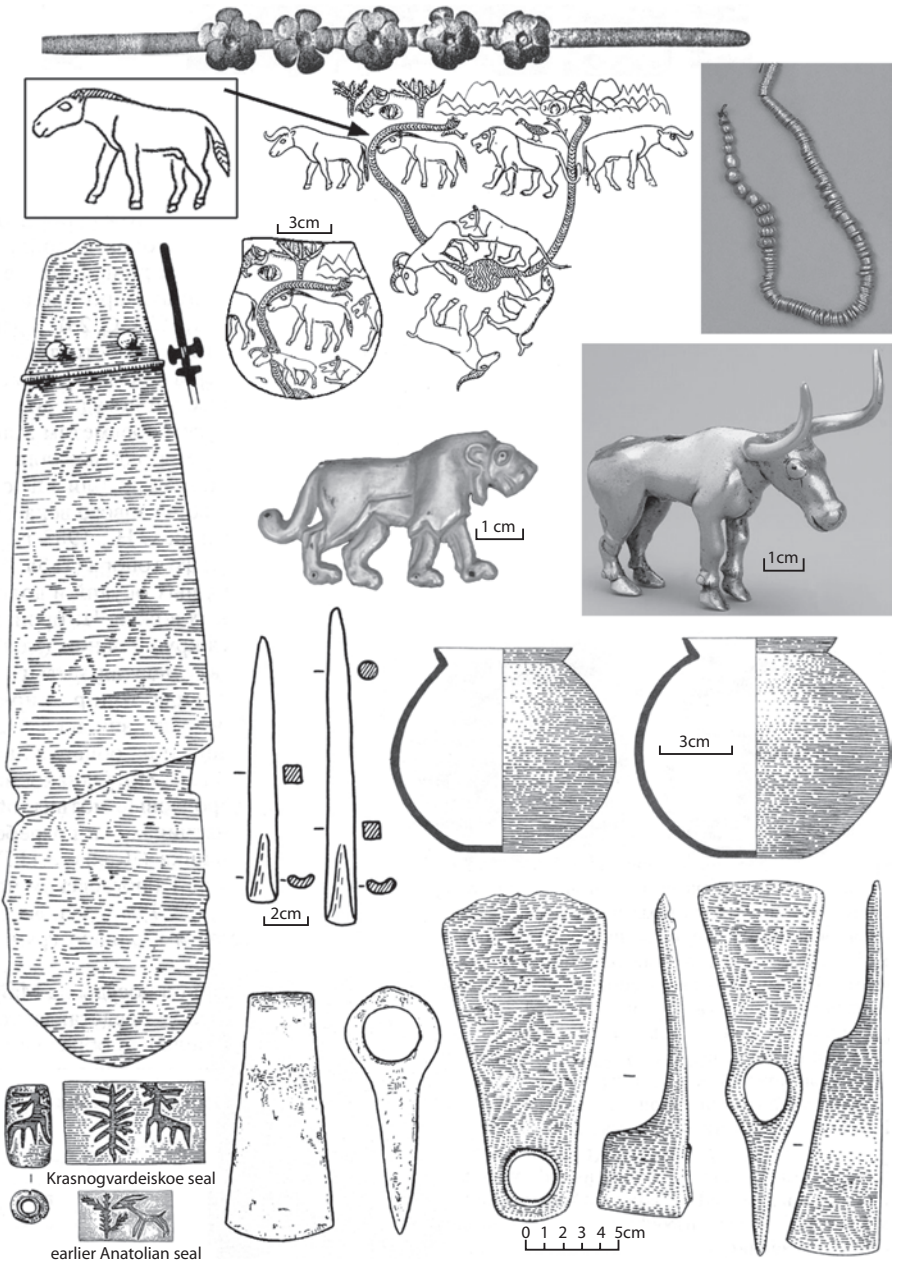 3cm
1 cm
1cm
3cm
2cm
Krasnogvardeiskoe seal
earlier Anatolian seal
0 1 2 3 4 5cm